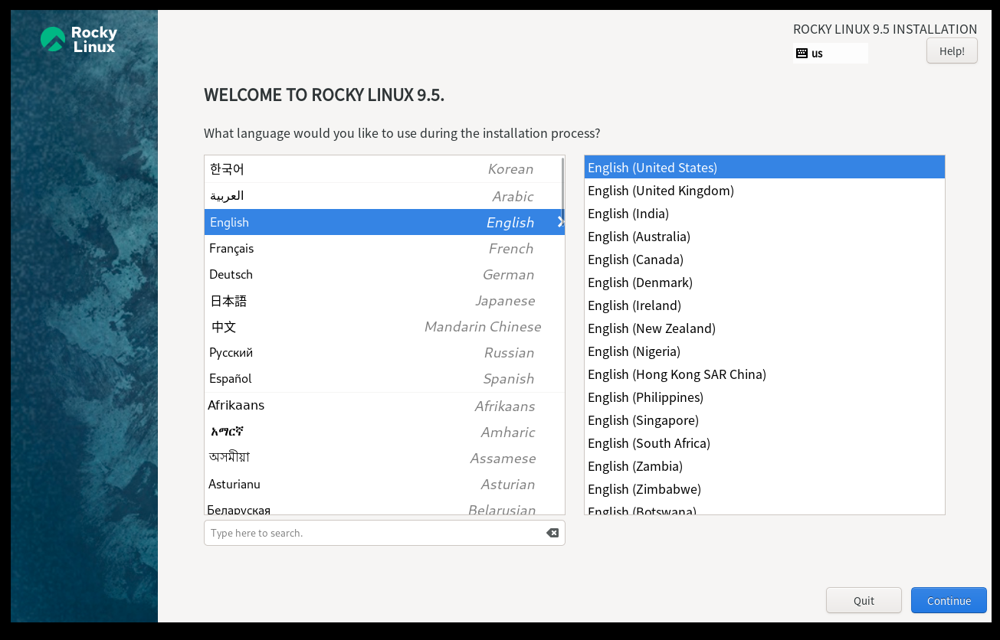 Rocky
Linux
ROCKY LINUX 9.5 INSTALLATION
us
Help!
WELCOME TO ROCKY LINUX 9.5.
What language would you like to use during the installation process?
한국어 Korean
العربية Arabic
English English
Français French
Deutsch German
日本語 Japanese
中文 Mandarin Chinese
Русский Russian
Español Spanish
Afrikaans Afrikaans
አማርኛ Amharic
অসমীয়া Assamese
Asturianu Asturian
Беларуская Belarusian
Type here to search.
English (United States)
English (United Kingdom)
English (India)
English (Australia)
English (Canada)
English (Denmark)
English (Ireland)
English (New Zealand)
English (Nigeria)
English (Hong Kong SAR China)
English (Philippines)
English (Singapore)
English (South Africa)
English (Zambia)
English (Zimbabwe)
English (Botswana)
Quit
Continue